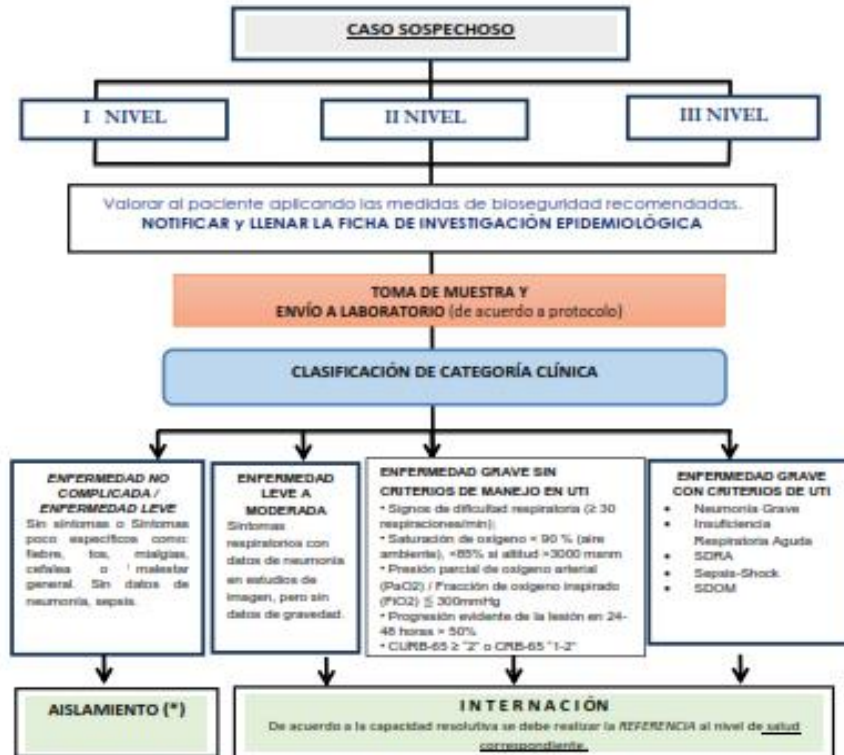 CASO SOSPECHOSO
I NIVEL
II NIVEL
III NIVEL
Valorar al paciente aplicando las medidas de bioseguridad recomendadas.
NOTIFICAR y LLENAR LA FICHA DE INVESTIGACIÓN EPIDEMIOLÓGICA
TOMA DE MUESTRA Y
ENVÍO A LABORATORIO (de acuerdo a protocolo)
CLASIFICACIÓN DE CATEGORÍA CLÍNICA
ENFERMEDAD NO
COMPLICADA /
ENFERMEDAD LEVE
Sin síntomas o Síntomas
poco específicos como:
fiebre, tos, mialgias,
cefalea o malestar
general. Sin datos de
neumonía, sepsis.
ENFERMEDAD
LEVE A
MODERADA
Síntomas
respiratorios con
datos de neumonía
en estudios de
imagen, pero sin
datos de gravedad.
ENFERMEDAD GRAVE SIN
CRITERIOS DE MANEJO EN UTI
• Signos de dificultad respiratoria (≥ 30
respiraciones/min);
• Saturación de oxígeno < 90 % (aire
ambiente), <85% si altitud >3000 msnm
• Presión parcial de oxígeno arterial
(PaO2) / Fracción de oxígeno inspirado
(FiO2) ≦ 300mmHg
• Progresión evidente de la lesión en 24-
48 horas > 50%
• CURB-65 ≥ "2" o CRB-65 "1-2"
ENFERMEDAD GRAVE
CON CRITERIOS DE UTI
• Neumonía Grave
• Insuficiencia
Respiratoria Aguda
• SDRA
• Sepsis-Shock
• SDOM
AISLAMIENTO (*)
INTERNACIÓN
De acuerdo a la capacidad resolutiva se debe realizar la REFERENCIA al nivel de salud
correspondiente.